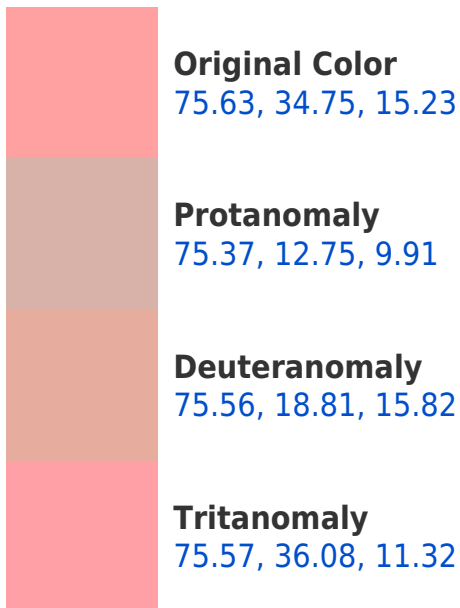 Original Color
75.63, 34.75, 15.23
Protanomaly
75.37, 12.75, 9.91
Deuteranomaly
75.56, 18.81, 15.82
Tritanomaly
75.57, 36.08, 11.32